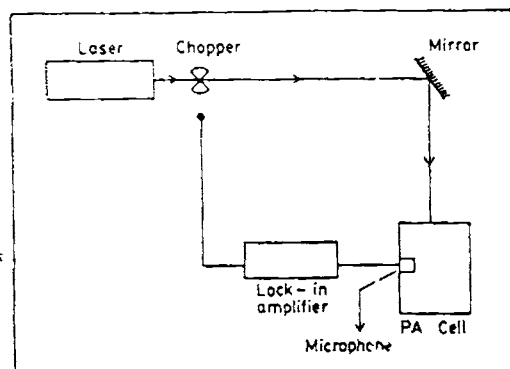 Laser
Chopper
Mirror
Lock-in
amplifier
PA Cell
Microphone